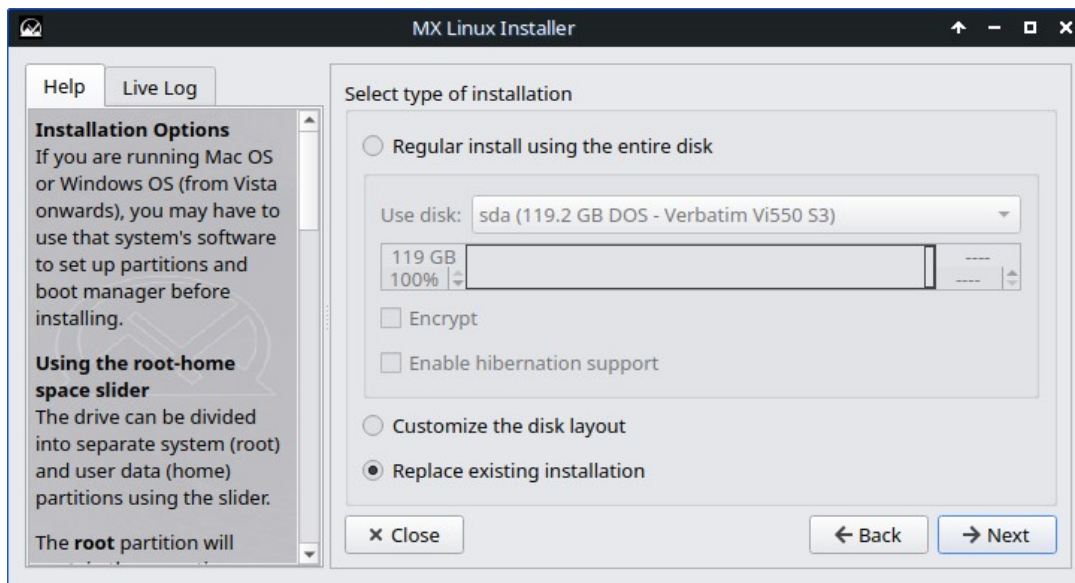 MX Linux Installer
Help
Live Log
Installation Options
If you are running Mac OS
or Windows OS (from Vista
onwards), you may have to
use that system's software
to set up partitions and
boot manager before
installing.
Using the root-home
space slider
The drive can be divided
into separate system (root)
and user data (home)
partitions using the slider.
The root partition will
Select type of installation
Regular install using the entire disk
Use disk: sda (119.2 GB DOS - Verbatim Vi550 S3)
119 GB ----
100% ----
Encrypt
Enable hibernation support
Customize the disk layout
Replace existing installation
Close
Back
Next